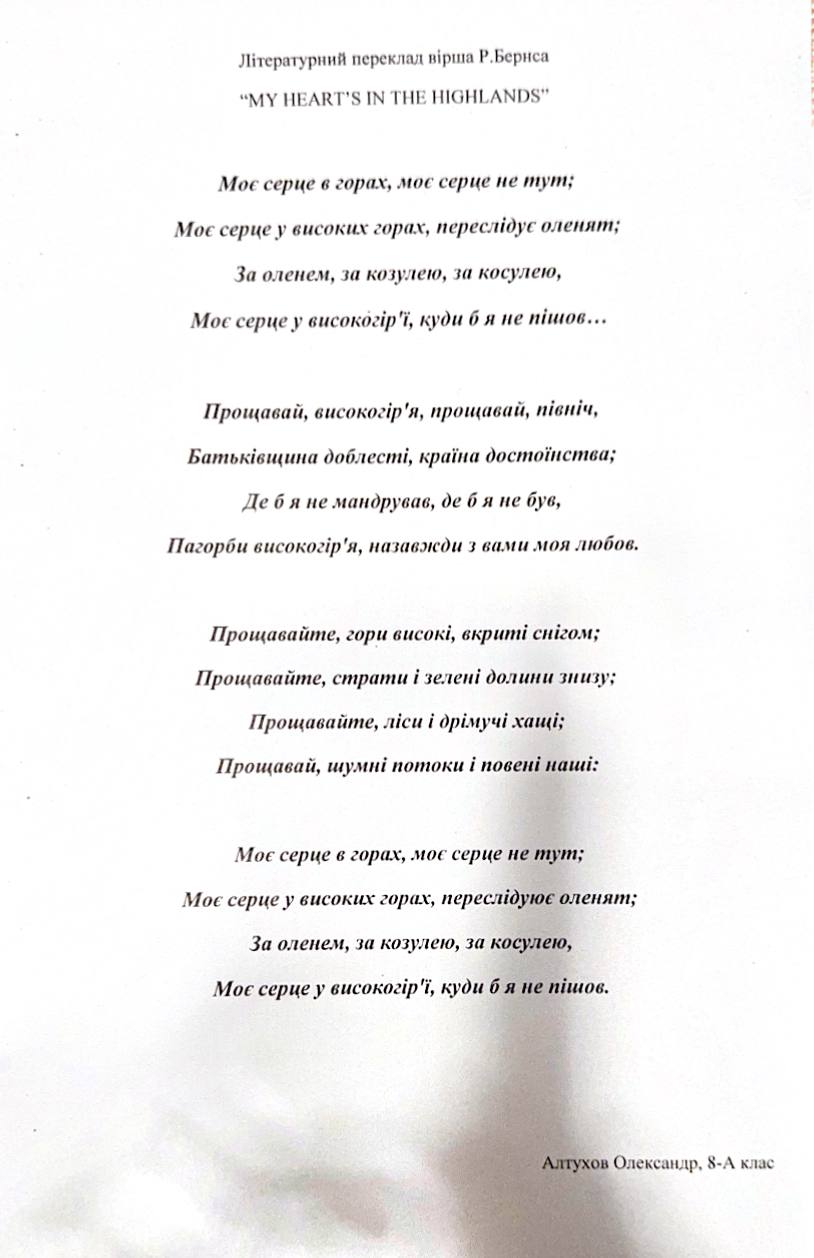 Літературний переклад вірша Р.Бернса
“MY HEART’S IN THE HIGHLANDS”
Моє серце в горах, моє серце не тут;
Моє серце у високих горах, переслідує оленят;
За оленем, за козулею, за косулею,
Моє серце у високогір'ї, куди б я не пішов…
Прощавай, високогір'я, прощавай, північ,
Батьківщина доблесті, країна достоїнства;
Де б я не мандрував, де б я не був,
Пагорби високогір'я, назавжди з вами моя любов.
Прощавайте, гори високі, вкриті снігом;
Прощавайте, страти і зелені долини знизу;
Прощавайте, ліси і дрімучі хащі;
Прощавай, шумні потоки і повені наші:
Моє серце в горах, моє серце не тут;
Моє серце у високих горах, переслідуює оленят;
За оленем, за козулею, за косулею,
Моє серце у високогір'ї, куди б я не пішов.
Алтухов Олександр, 8-А клас